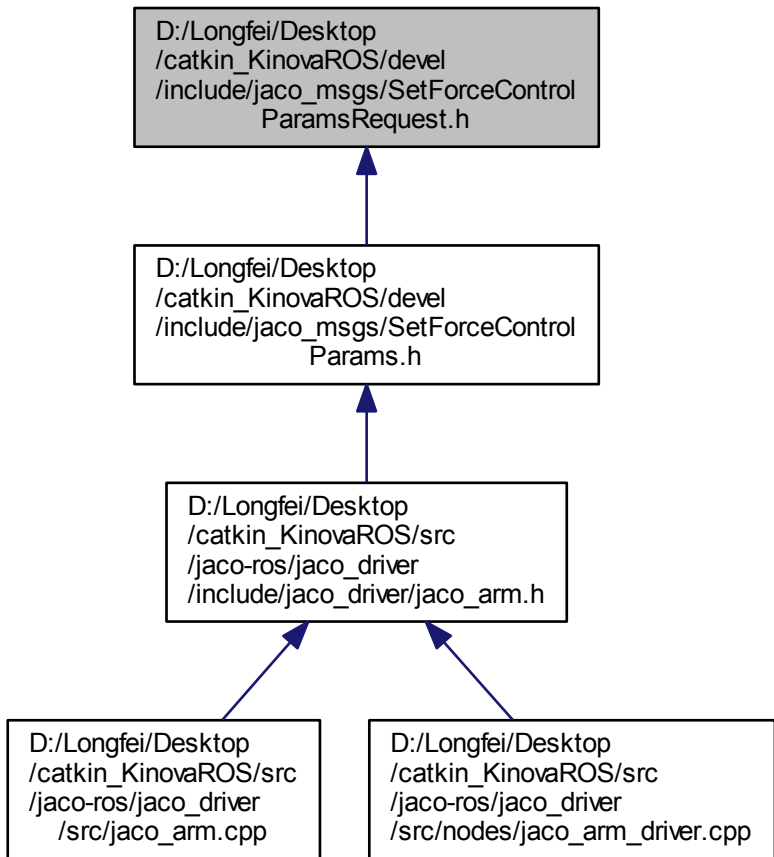 D:/Longfei/Desktop
/catkin_KinovaROS/devel
/include/jaco_msgs/SetForceControl
ParamsRequest.h
D:/Longfei/Desktop
/catkin_KinovaROS/devel
/include/jaco_msgs/SetForceControl
Params.h
D:/Longfei/Desktop
/catkin_KinovaROS/src
/jaco-ros/jaco_driver
/include/jaco_driver/jaco_arm.h
D:/Longfei/Desktop
/catkin_KinovaROS/src
/jaco-ros/jaco_driver
/src/jaco_arm.cpp
D:/Longfei/Desktop
/catkin_KinovaROS/src
/jaco-ros/jaco_driver
/src/nodes/jaco_arm_driver.cpp